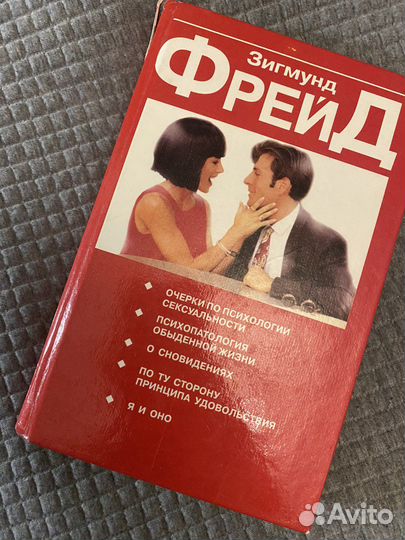 Зигмунд
ФРЕЙД
ОЧЕРКИ ПО ПСИХОЛОГИИ
СЕКСУАЛЬНОСТИ
ПСИХОПАТОЛОГИЯ
ОБЫДЕННОЙ ЖИЗНИ
О СНОВИДЕНИЯХ
ПО ТУ СТОРОНУ
ПРИНЦИПА УДОВОЛЬСТВИЯ
Я И ОНО
Avito